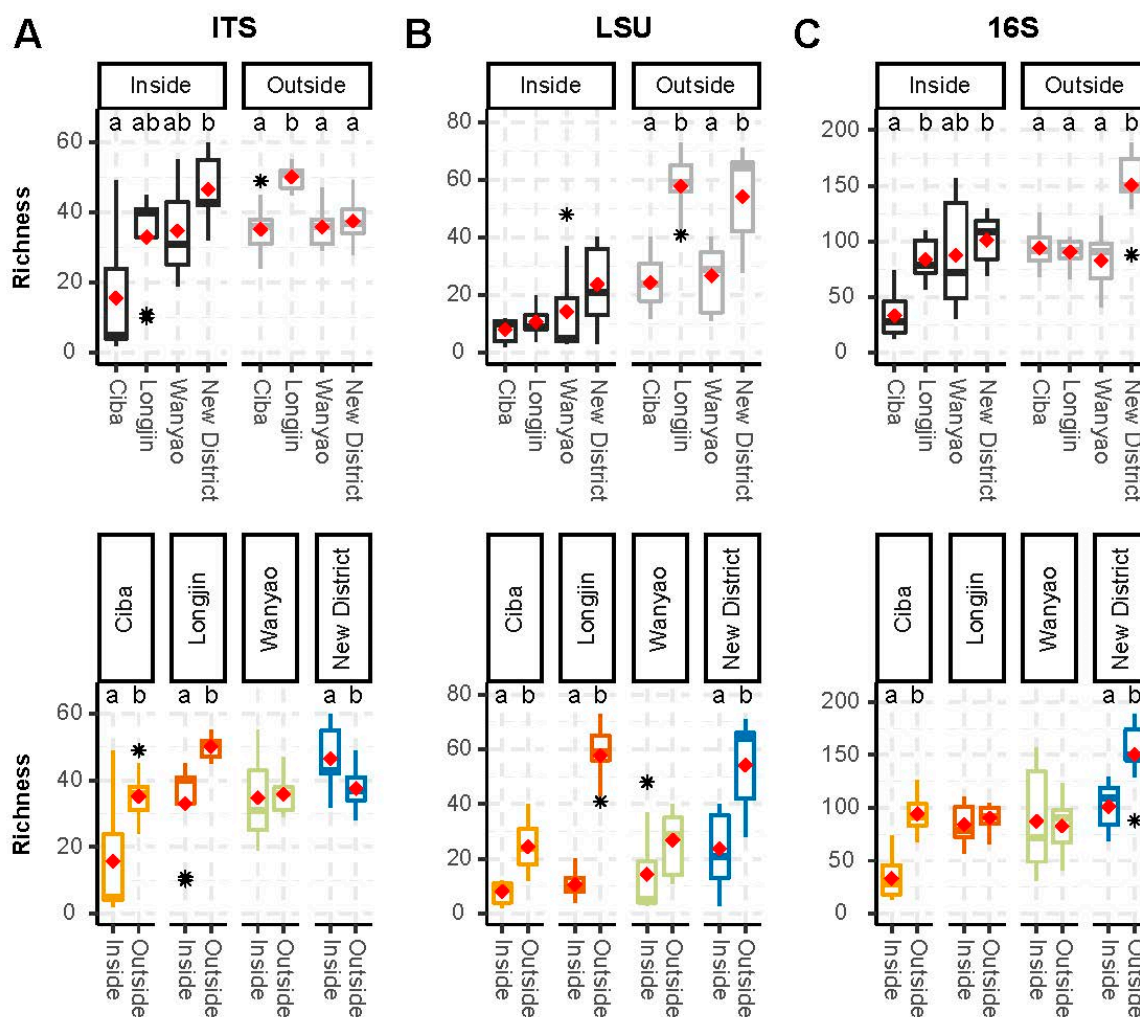 A ITS B LSU C 16S
Inside Outside Inside Outside Inside Outside
a ab ab b a b a a 80 a b a b 200 a b ab b a a a b
60 60 150
40 40 100
20 20 50
0 0 0
Richness
Ciba Longjin Wanyao New District Ciba Longjin Wanyao New District Ciba Longjin Wanyao New District Ciba Longjin Wanyao New District Ciba Longjin Wanyao New District Ciba Longjin Wanyao New District
Ciba Longjin Wanyao New District Ciba Longjin Wanyao New District Ciba Longjin Wanyao New District
a b a b a b 80 a b a b a b 200 a b a b
60 60 150
40 40 100
20 20 50
0 0 0
Richness
Inside Outside Inside Outside Inside Outside Inside Outside Inside Outside Inside Outside Inside Outside Inside Outside Inside Outside Inside Outside Inside Outside Inside Outside